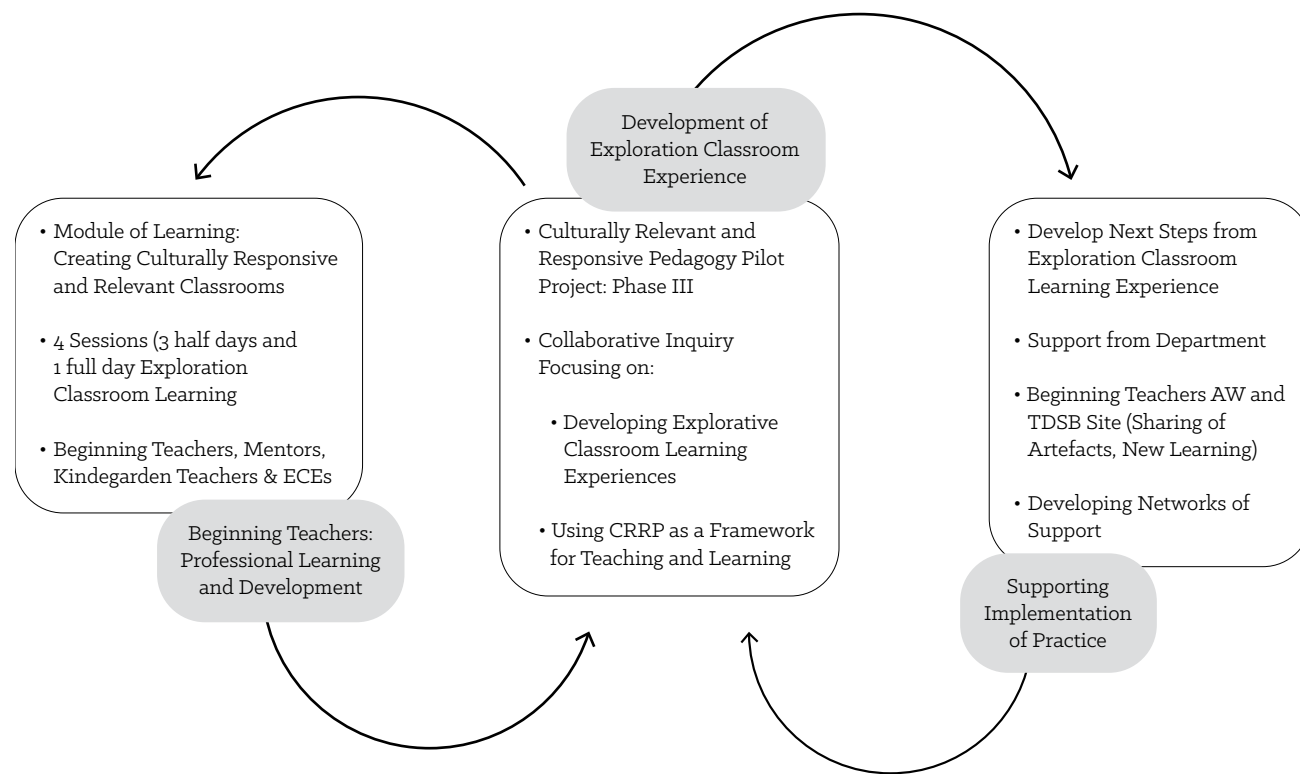 • Module of Learning:
Creating Culturally Responsive
and Relevant Classrooms
• 4 Sessions (3 half days and
1 full day Exploration
Classroom Learning
• Beginning Teachers, Mentors,
Kindegarden Teachers & ECEs
Beginning Teachers:
Professional Learning
and Development
Development of
Exploration Classroom
Experience
• Culturally Relevant and
Responsive Pedagogy Pilot
Project: Phase III
• Collaborative Inquiry
Focusing on:
• Developing Explorative
Classroom Learning
Experiences
• Using CRRP as a Framework
for Teaching and Learning
• Develop Next Steps from
Exploration Classroom
Learning Experience
• Support from Department
• Beginning Teachers AW and
TDSB Site (Sharing of
Artefacts, New Learning)
• Developing Networks of
Support
Supporting
Implementation
of Practice